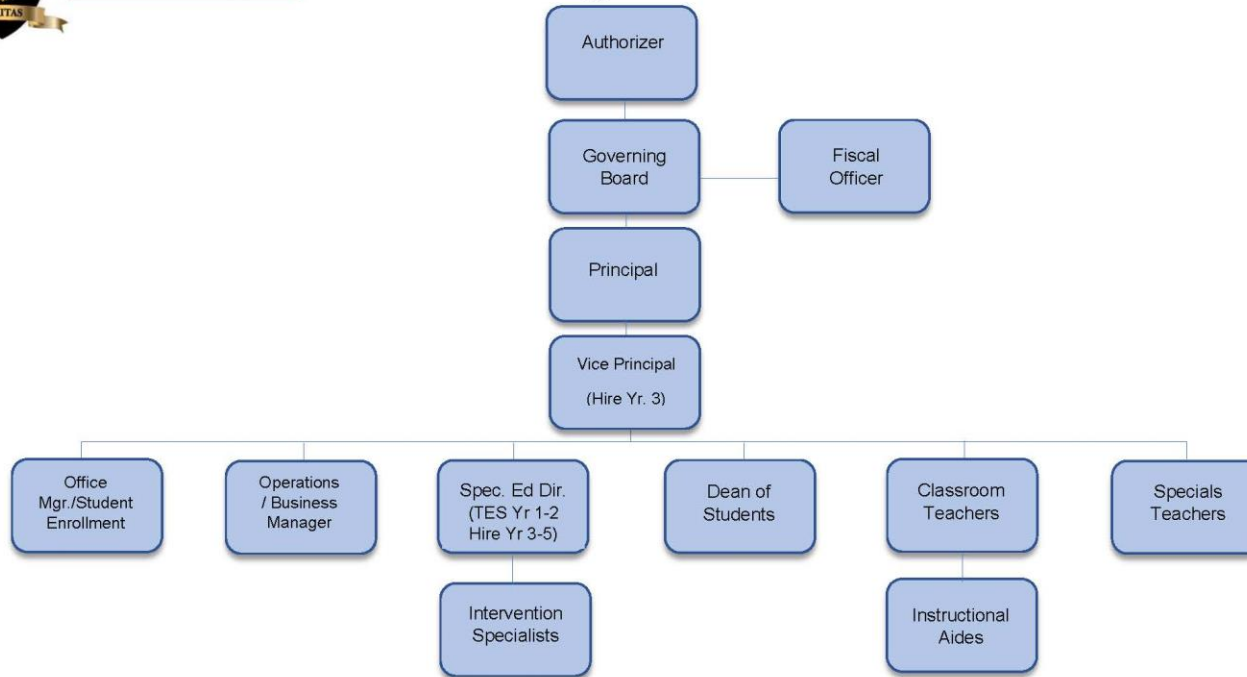 ITAS
Authorizer
Governing
Board
Fiscal
Officer
Principal
Vice Principal
(Hire Yr. 3)
Office
Mgr./Student
Enrollment
Operations
/ Business
Manager
Spec. Ed Dir.
(TES Yr 1-2
Hire Yr 3-5)
Dean of
Students
Classroom
Teachers
Specials
Teachers
Intervention
Specialists
Instructional
Aides